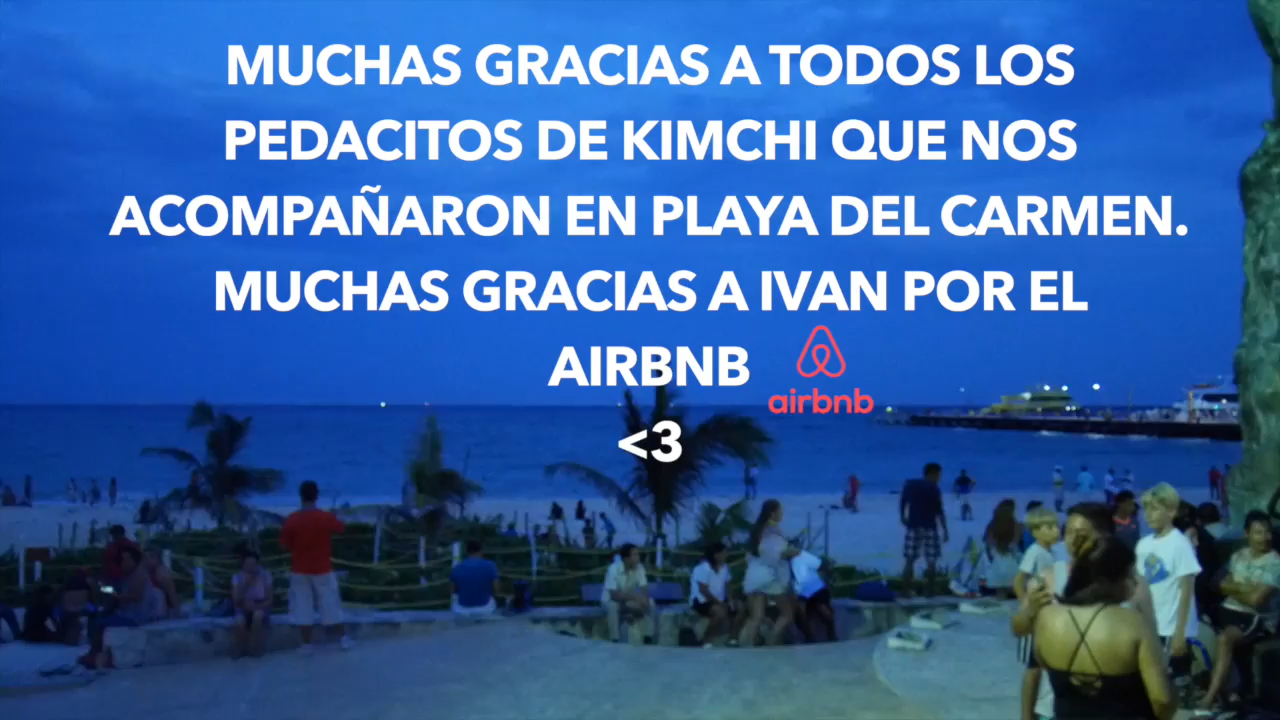 MUCHAS GRACIAS A TODOS LOS
PEDACITOS DE KIMCHI QUE NOS
ACOMPAÑARON EN PLAYA DEL CARMEN.
MUCHAS GRACIAS A IVAN POR EL
AIRBNB
airbnb
<3